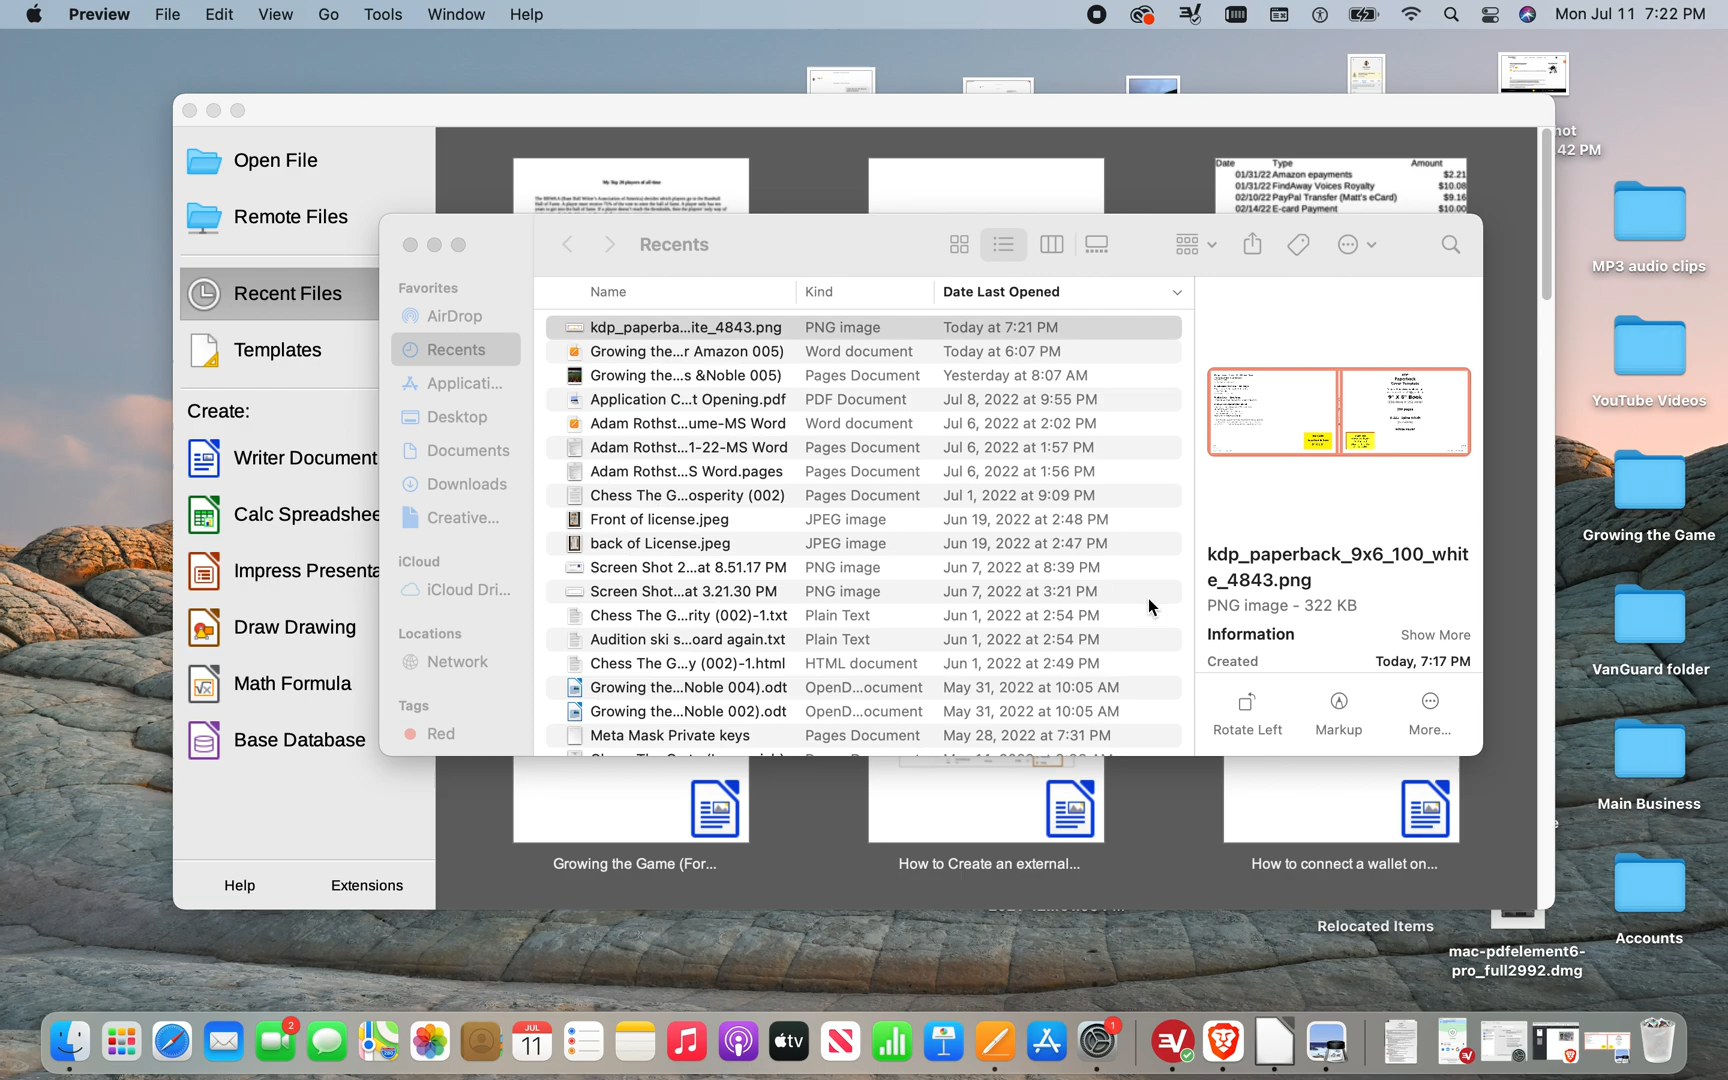 Preview File Edit View Go Tools Window Help Mon Jul 11 7:22 PM
Open File
Remote Files
Recent Files
Templates
Create:
Writer Document
Calc Spreadshee
Impress Presenta
Draw Drawing
Math Formula
Base Database
Help Extensions
My Top 20 players of all time
Date Type Amount
01/31/22 Amazon epayments $2.21
01/31/22 FindAway Voices Royalty $10.08
02/10/22 PayPal Transfer (Matt's eCard) $9.16
02/14/22 E-card Payment $10.00
Recents
Favorites
AirDrop
Recents
Applicati...
Desktop
Documents
Downloads
Creative...
iCloud
iCloud Dri...
Locations
Network
Tags
Red
Name Kind Date Last Opened
kdp_paperba...ite_4843.png PNG image Today at 7:21 PM
Growing the...r Amazon 005) Word document Today at 6:07 PM
Growing the...s &Noble 005) Pages Document Yesterday at 8:07 AM
Application C...t Opening.pdf PDF Document Jul 8, 2022 at 9:55 PM
Adam Rothst...ume-MS Word Word document Jul 6, 2022 at 2:02 PM
Adam Rothst...1-22-MS Word Pages Document Jul 6, 2022 at 1:57 PM
Adam Rothst...S Word.pages Pages Document Jul 6, 2022 at 1:56 PM
Chess The G...osperity (002) Pages Document Jul 1, 2022 at 9:09 PM
Front of license.jpeg JPEG image Jun 19, 2022 at 2:48 PM
back of License.jpeg JPEG image Jun 19, 2022 at 2:47 PM
Screen Shot 2...at 8.51.17 PM PNG image Jun 7, 2022 at 8:39 PM
Screen Shot...at 3.21.30 PM PNG image Jun 7, 2022 at 3:21 PM
Chess The G...rity (002)-1.txt Plain Text Jun 1, 2022 at 2:54 PM
Audition ski s...oard again.txt Plain Text Jun 1, 2022 at 2:54 PM
Chess The G...y (002)-1.html HTML document Jun 1, 2022 at 2:49 PM
Growing the...Noble 004).odt OpenD...ocument May 31, 2022 at 10:05 AM
Growing the...Noble 002).odt OpenD...ocument May 31, 2022 at 10:05 AM
Meta Mask Private keys Pages Document May 28, 2022 at 7:31 PM
kdp_paperback_9x6_100_whit
e_4843.png
PNG image - 322 KB
Information Show More
Created Today, 7:17 PM
Rotate Left Markup More...
Growing the Game (For... How to Create an external... How to connect a wallet on...
not
42 PM
MP3 audio clips
YouTube Videos
Growing the Game
VanGuard folder
Main Business
Accounts
Relocated Items
mac-pdfelement6-
pro_full2992.dmg
2
JUL
11
tv
1